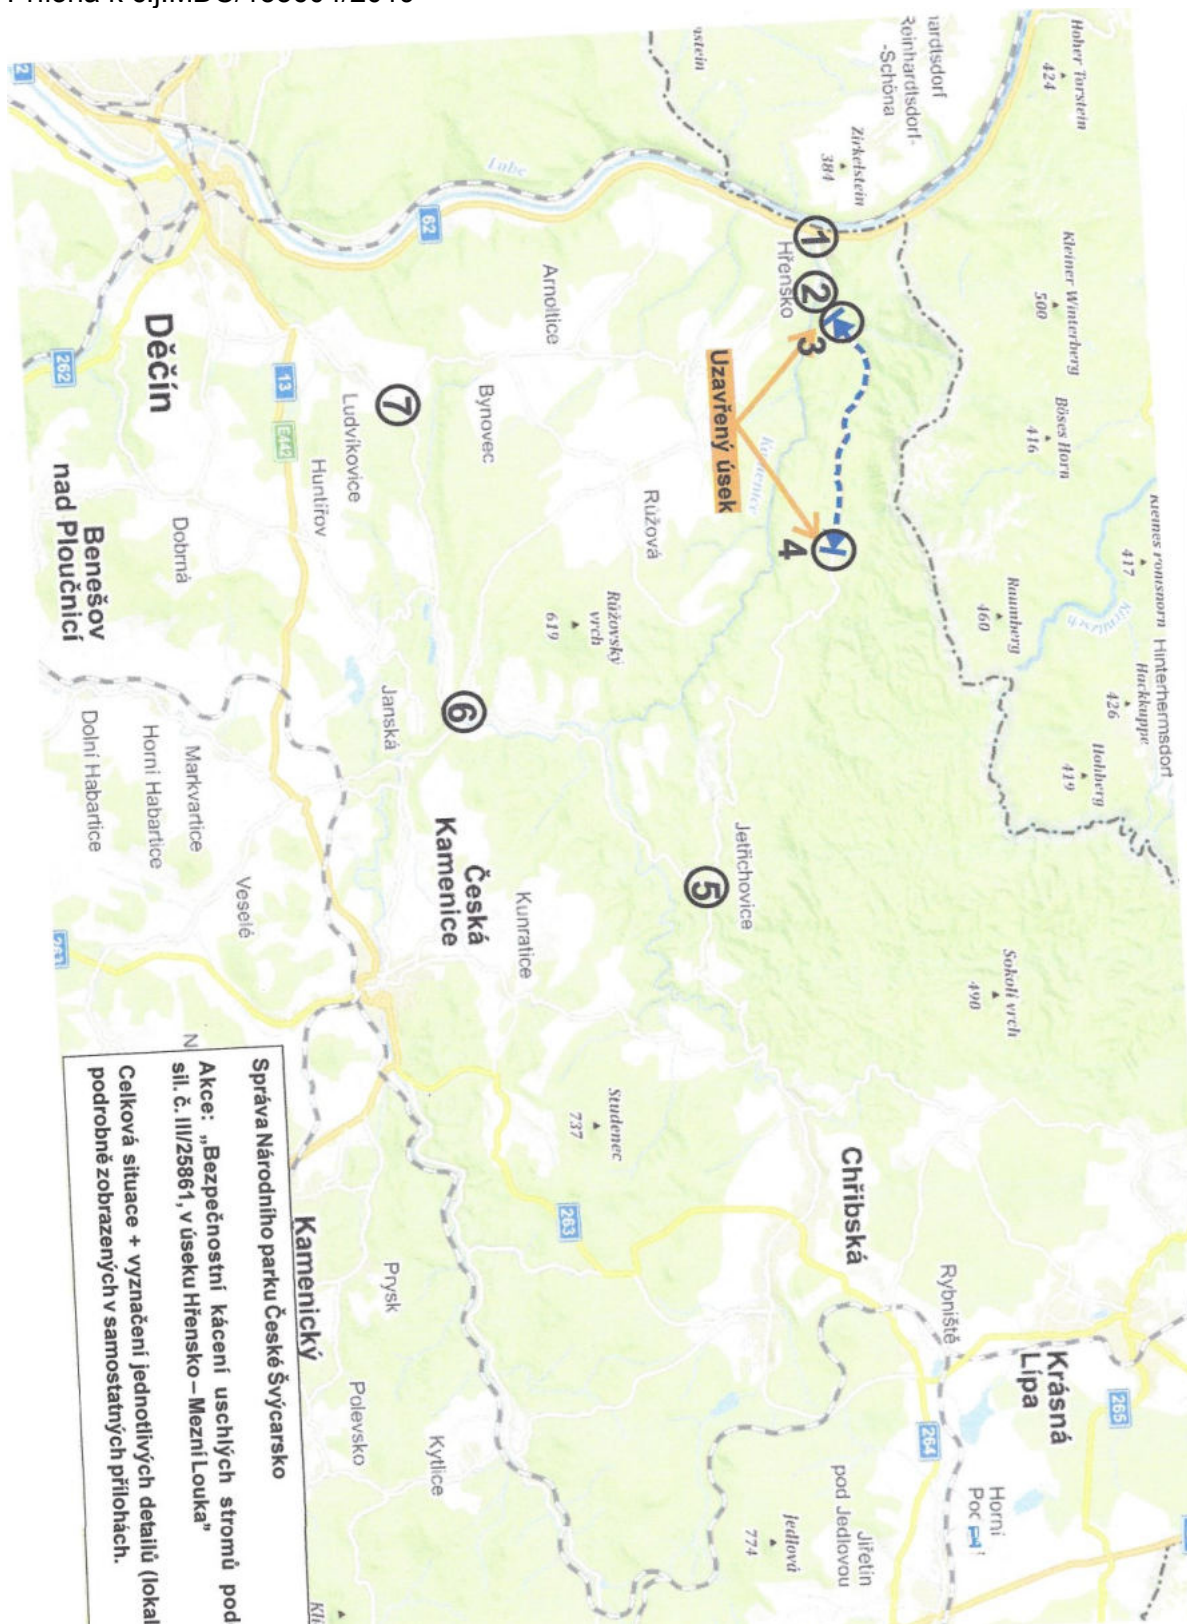 Hoher Torstein
424
Reinhardtsdorf-
-Schöna
Zirkelstein
384
Kleiner Winterberg
500
Böses Horn
416
417
Raumberg
460
Hinterhermsdorf
Hackkuppe
426
Hohberg
419
Kirnitzsch
Labe
62
1
Hřensko
2
3
4
Uzavřený úsek
Kamenice
Arnoltice
Růžová
Bynovec
7
Ludvíkovice
13
E442
Huntířov
Děčín
262
Benešov
nad Ploučnicí
Dobrná
Růžovský
vrch
619
6
Janská
5
Jetřichovice
Česká
Kamenice
Kunratice
Markvartice
Horní Habartice
Dolní Habartice
Veselé
Sokolí vrch
490
Studenec
737
Chřibská
263
Rybniště
Krásná
Lípa
265
264
Horní
Jiřetín
pod Jedlovou
Jedlová
774
Kamenický
Prysk
Polevsko
Kytlice
Správa Národního parku České Švýcarsko
Akce: „Bezpečnostní kácení uschlých stromů pod
sil. č. III/25861, v úseku Hřensko – Mezní Louka"
Celková situace + vyznačení jednotlivých detailů (lokal
podrobně zobrazených v samostatných přílohách.